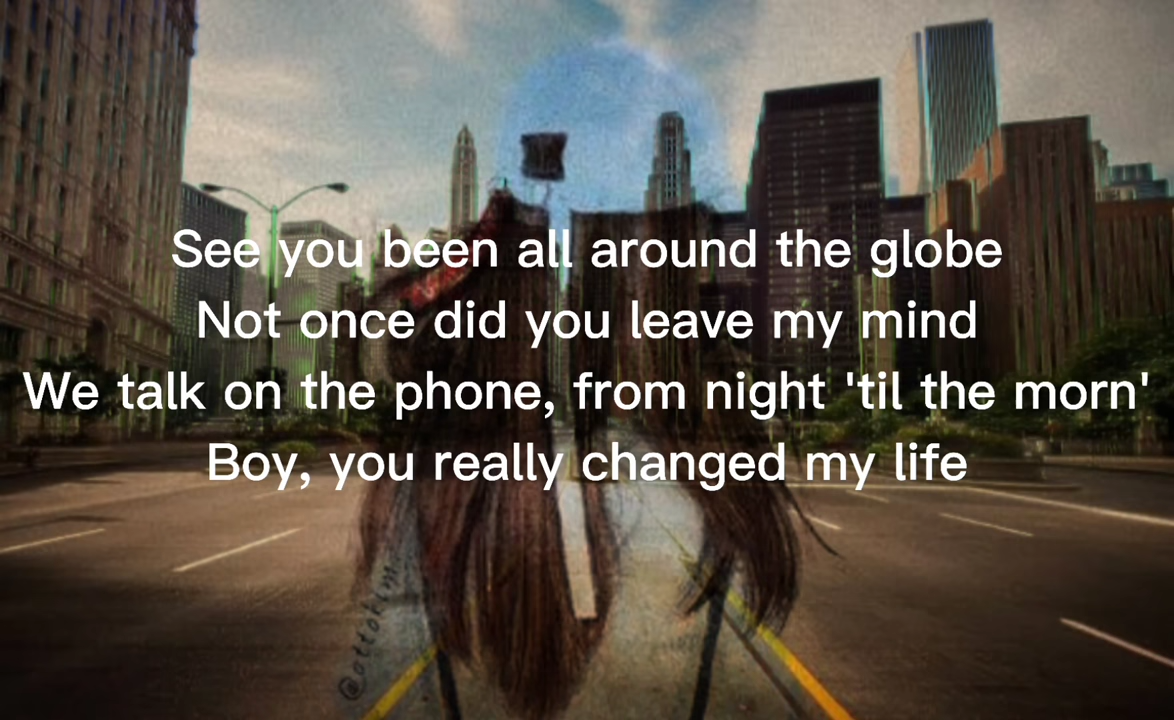 See you been all around the globe
Not once did you leave my mind
We talk on the phone, from night 'til the morn'
Boy, you really changed my life
@ottokim